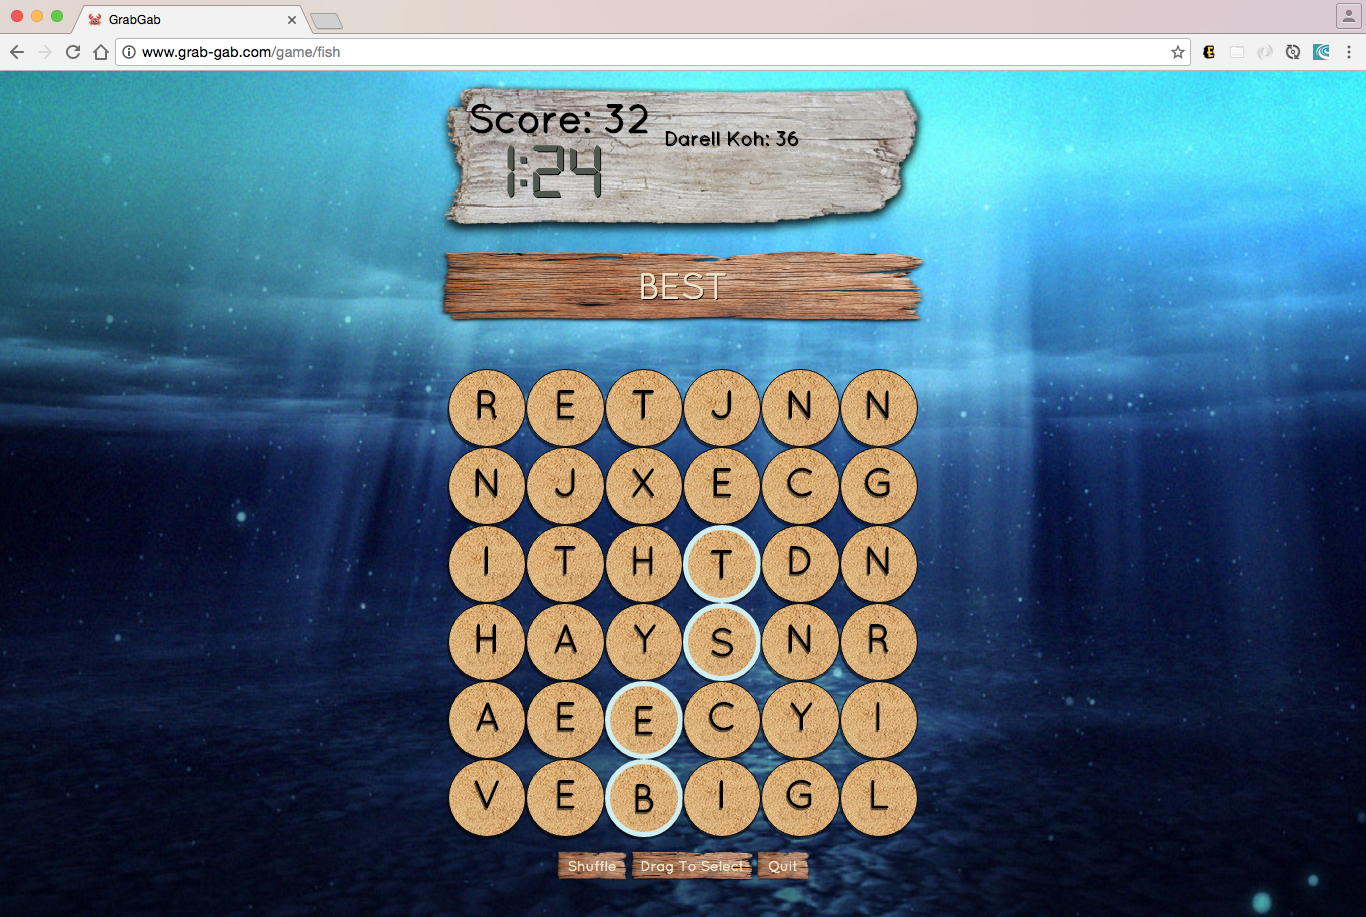 GrabGab
www.grab-gab.com/game/fish
Score: 32
Darell Koh: 36
1:24
BEST
R E T J N N
N J X E C G
I T H T D N
H A Y S N R
A E E C Y I
V E B I G L
Shuffle Drag To Select Quit